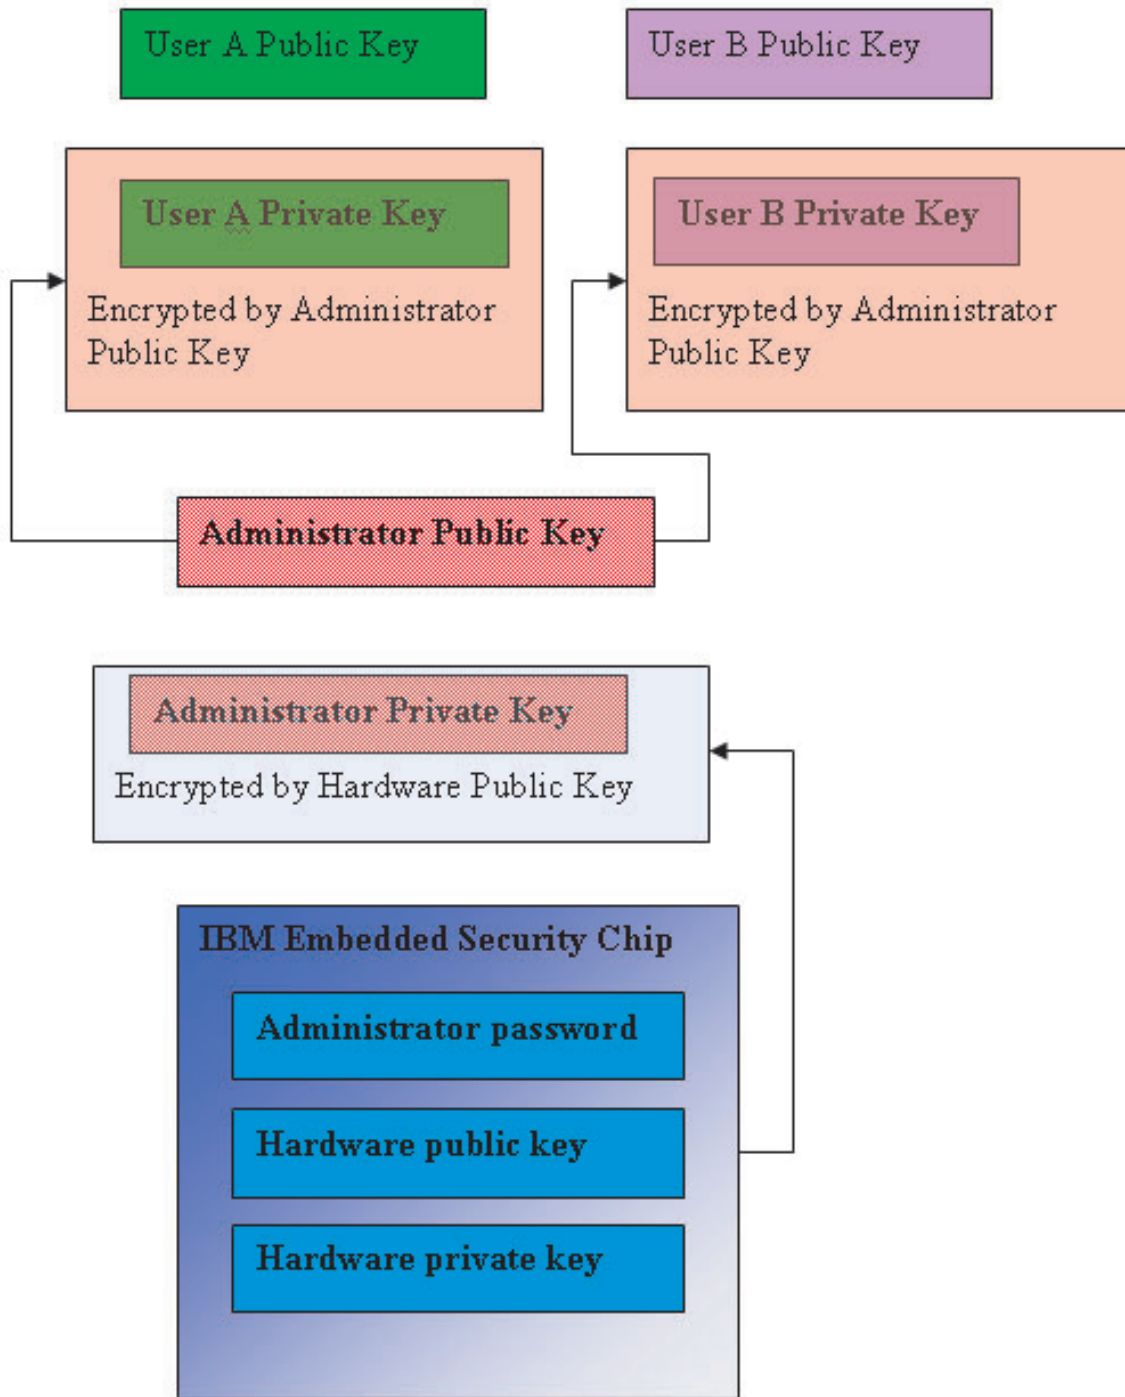 User A Public Key
User B Public Key
User A Private Key
Encrypted by Administrator
Public Key
User B Private Key
Encrypted by Administrator
Public Key
Administrator Public Key
Administrator Private Key
Encrypted by Hardware Public Key
IBM Embedded Security Chip
Administrator password
Hardware public key
Hardware private key